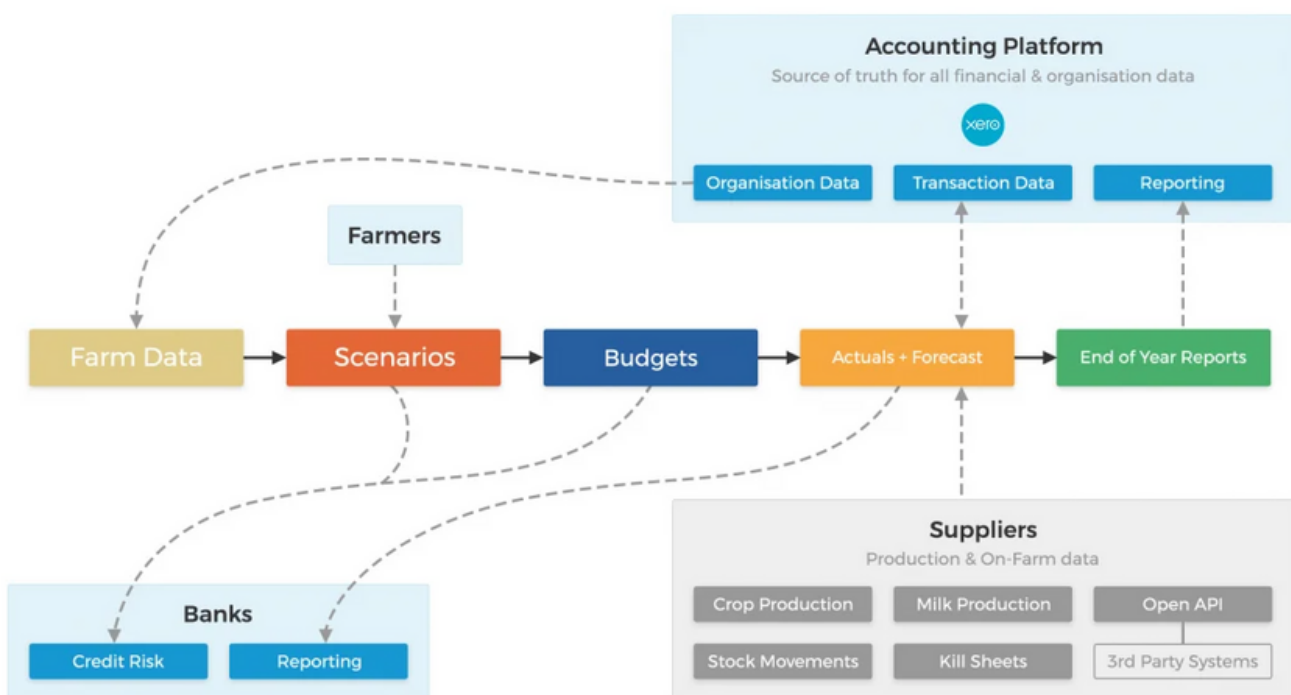 Accounting Platform
Source of truth for all financial & organisation data
xero
Organisation Data
Transaction Data
Reporting
Farmers
Farm Data
Scenarios
Budgets
Actuals + Forecast
End of Year Reports
Banks
Credit Risk
Reporting
Suppliers
Production & On-Farm data
Crop Production
Milk Production
Open API
Stock Movements
Kill Sheets
3rd Party Systems